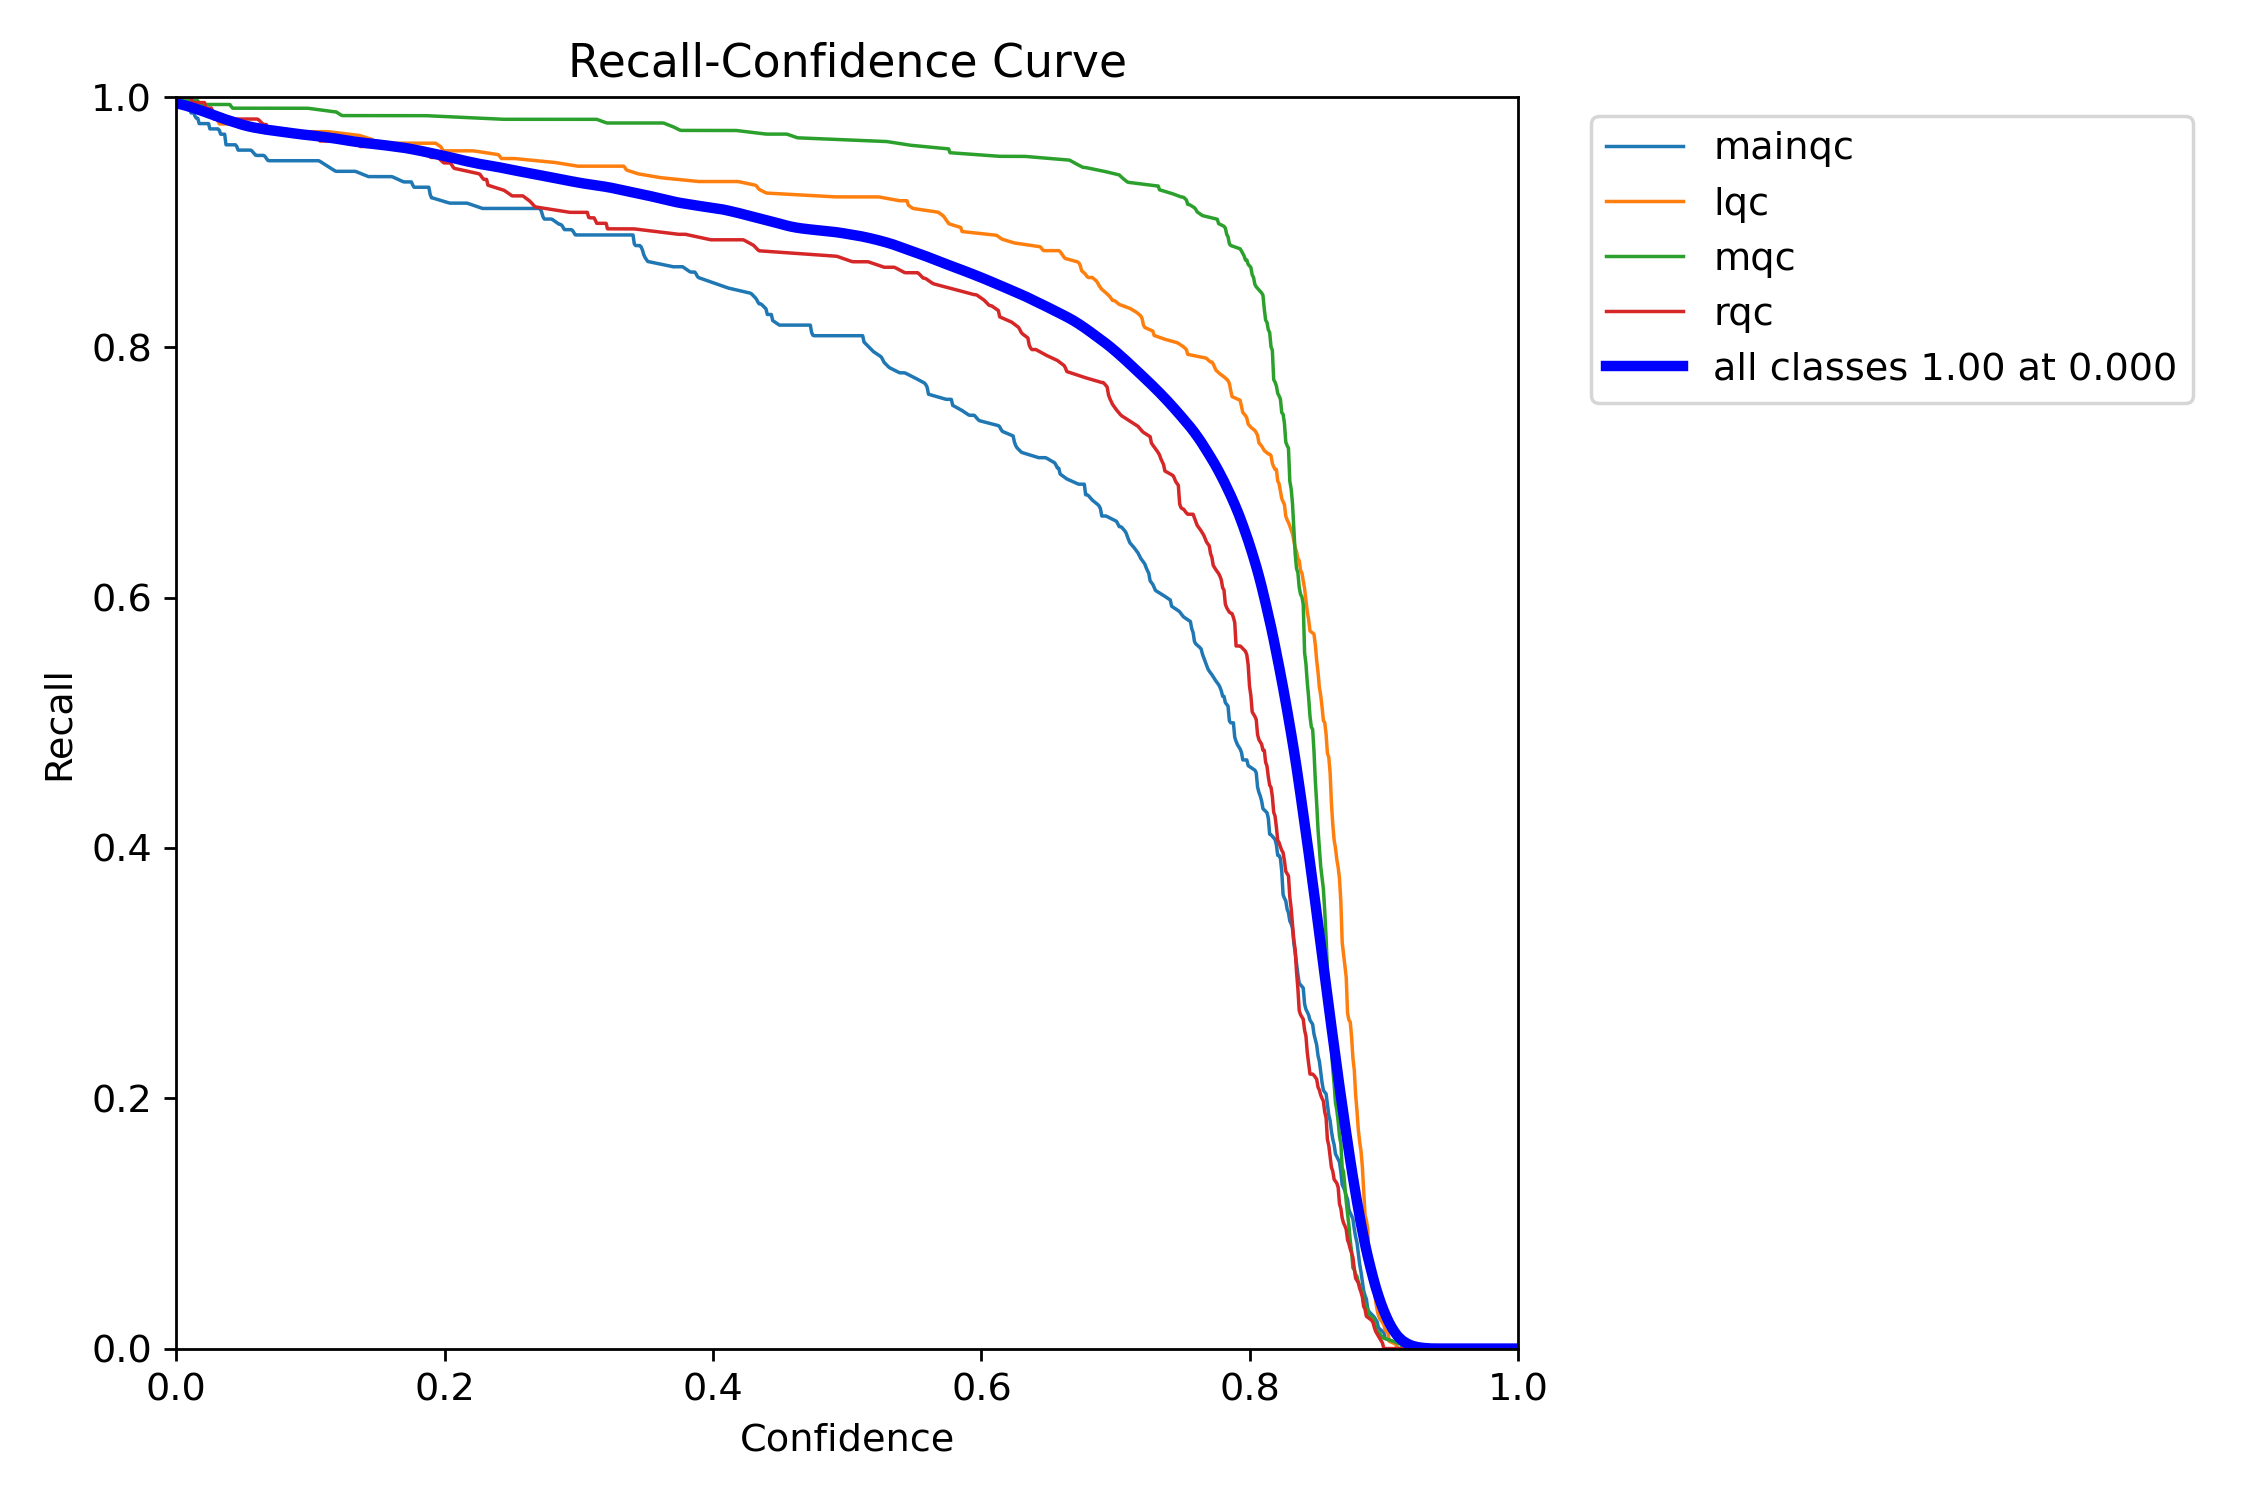 Recall-Confidence Curve
1.0
0.8
0.6
0.4
0.2
0.0
Recall
0.0 0.2 0.4 0.6 0.8 1.0
Confidence
mainqc
lqc
mqc
rqc
all classes 1.00 at 0.000